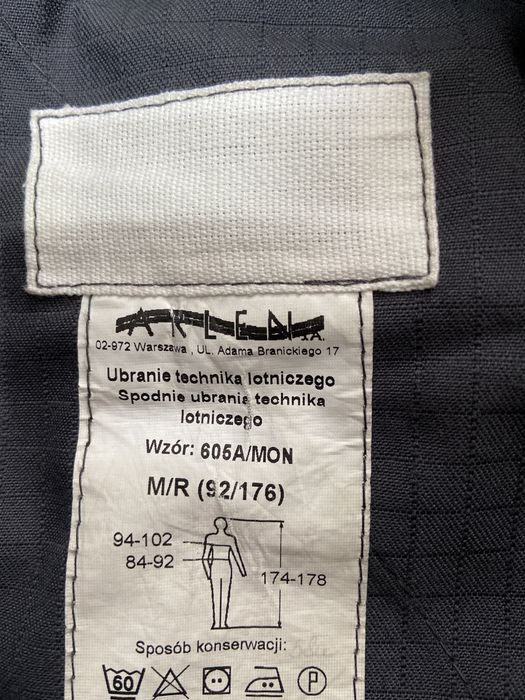 ARLEN S.A.
02-972 Warszawa , UL. Adama Branickiego 17
Ubranie technika lotniczego
Spodnie ubrania technika
lotniczego
Wzór: 605A/MON
M/R (92/176)
94-102
84-92
174-178
Sposób konserwacji:
60
P